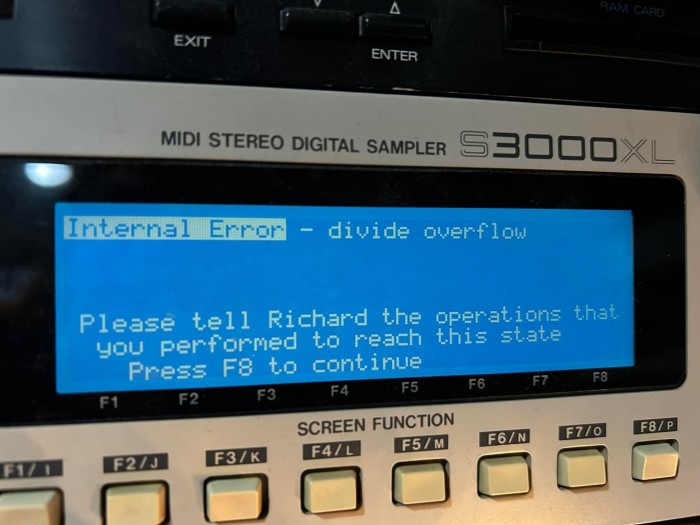 RAM CARD
EXIT
ENTER
MIDI STEREO DIGITAL SAMPLER S3000XL
Internal Error - divide overflow
Please tell Richard the operations that
you performed to reach this state
Press F8 to continue
F1 F2 F3 F4 F5 F6 F7 F8
SCREEN FUNCTION
F1/I F2/J F3/K F4/L F5/M F6/N F7/O F8/P